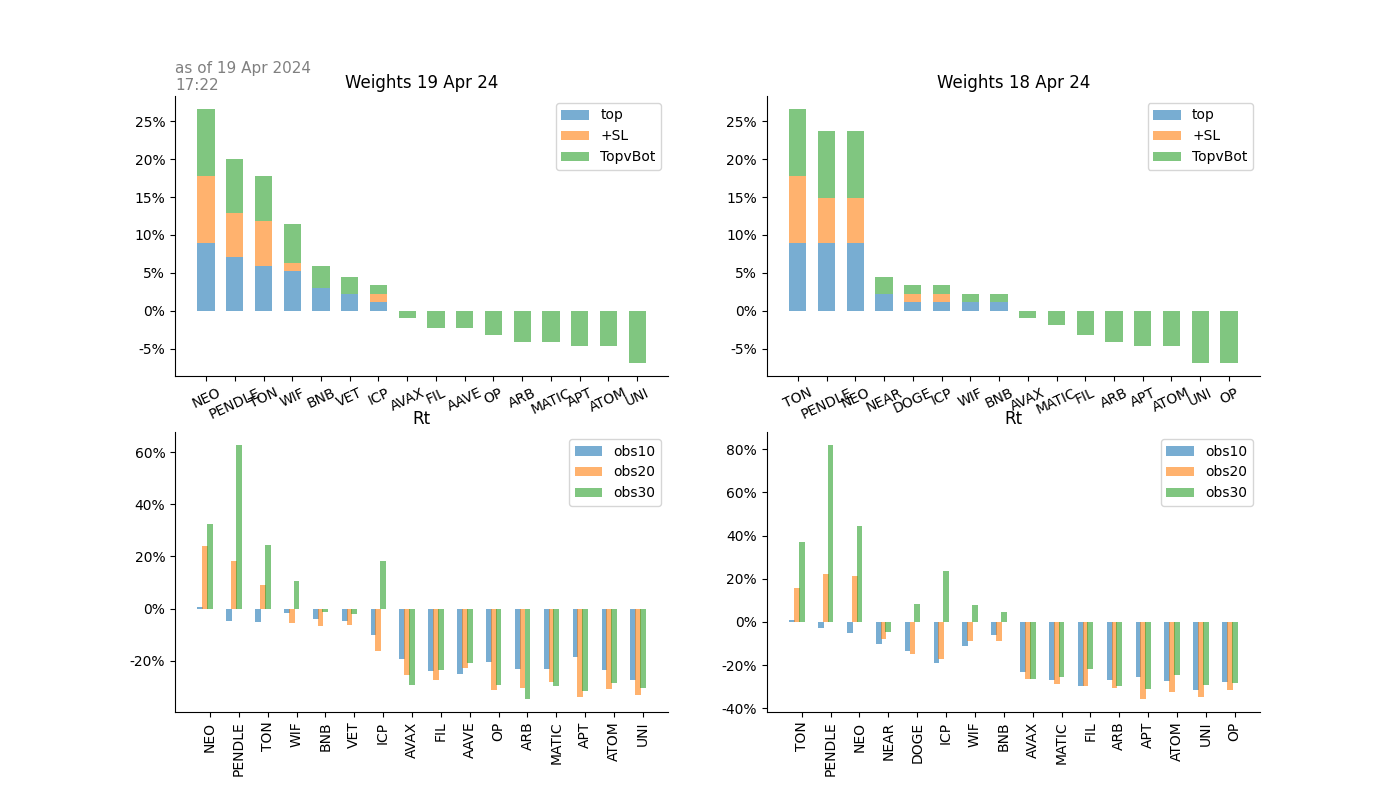 as of 19 Apr 2024
17:22
Weights 19 Apr 24
25%
20%
15%
10%
5%
0%
-5%
top
+SL
TopvBot
NEO PENDLE TON WIF BNB VET ICP AVAX FIL AAVE OP ARB MATIC APT ATOM UNI
Weights 18 Apr 24
25%
20%
15%
10%
5%
0%
-5%
top
+SL
TopvBot
TON PENDLE NEO NEAR DOGE ICP WIF BNB AVAX MATIC FIL ARB APT ATOM UNI OP
Rt
60%
40%
20%
0%
-20%
obs10
obs20
obs30
NEO PENDLE TON WIF BNB VET ICP AVAX FIL AAVE OP ARB MATIC APT ATOM UNI
Rt
80%
60%
40%
20%
0%
-20%
-40%
obs10
obs20
obs30
TON PENDLE NEO NEAR DOGE ICP WIF BNB AVAX MATIC FIL ARB APT ATOM UNI OP